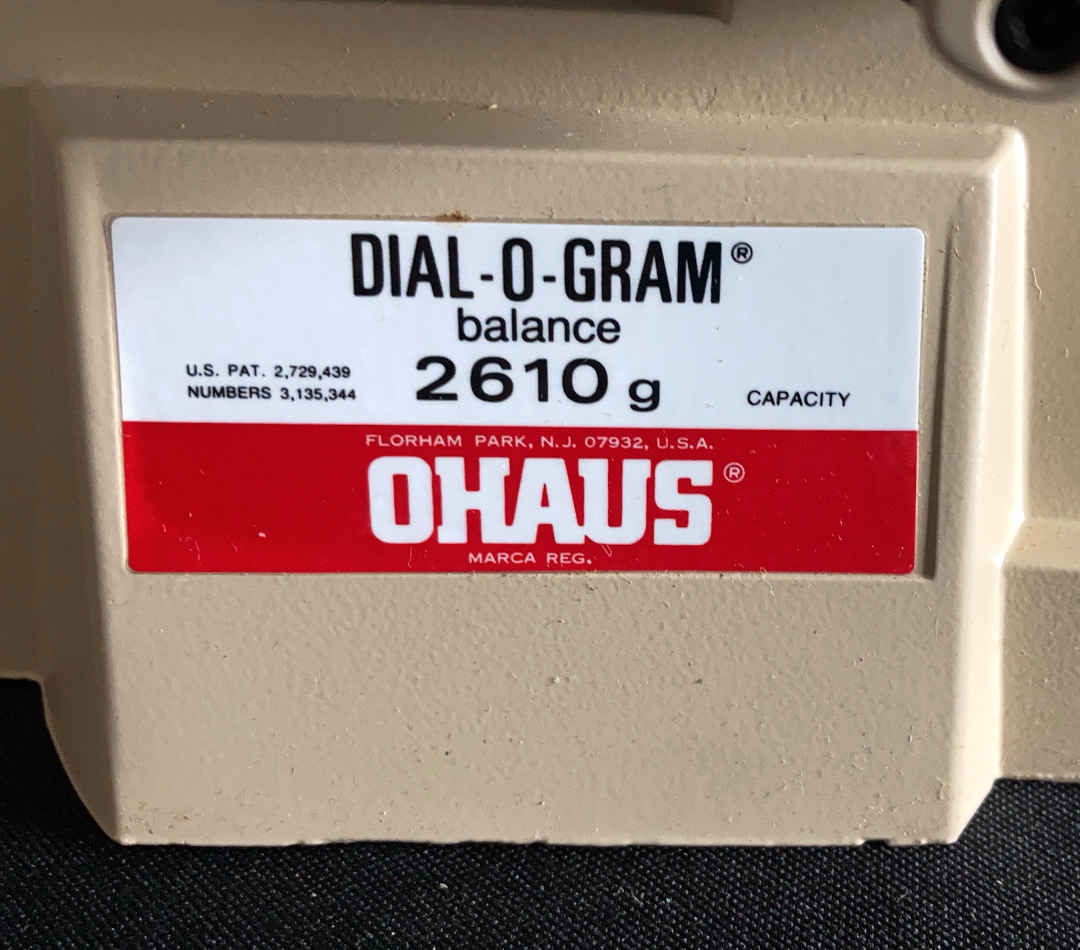 DIAL-O-GRAM®
balance
U.S. PAT. 2,729,439
NUMBERS 3,135,344
2610 g
CAPACITY
FLORHAM PARK, N.J. 07932, U.S.A.
OHAUS®
MARCA REG.